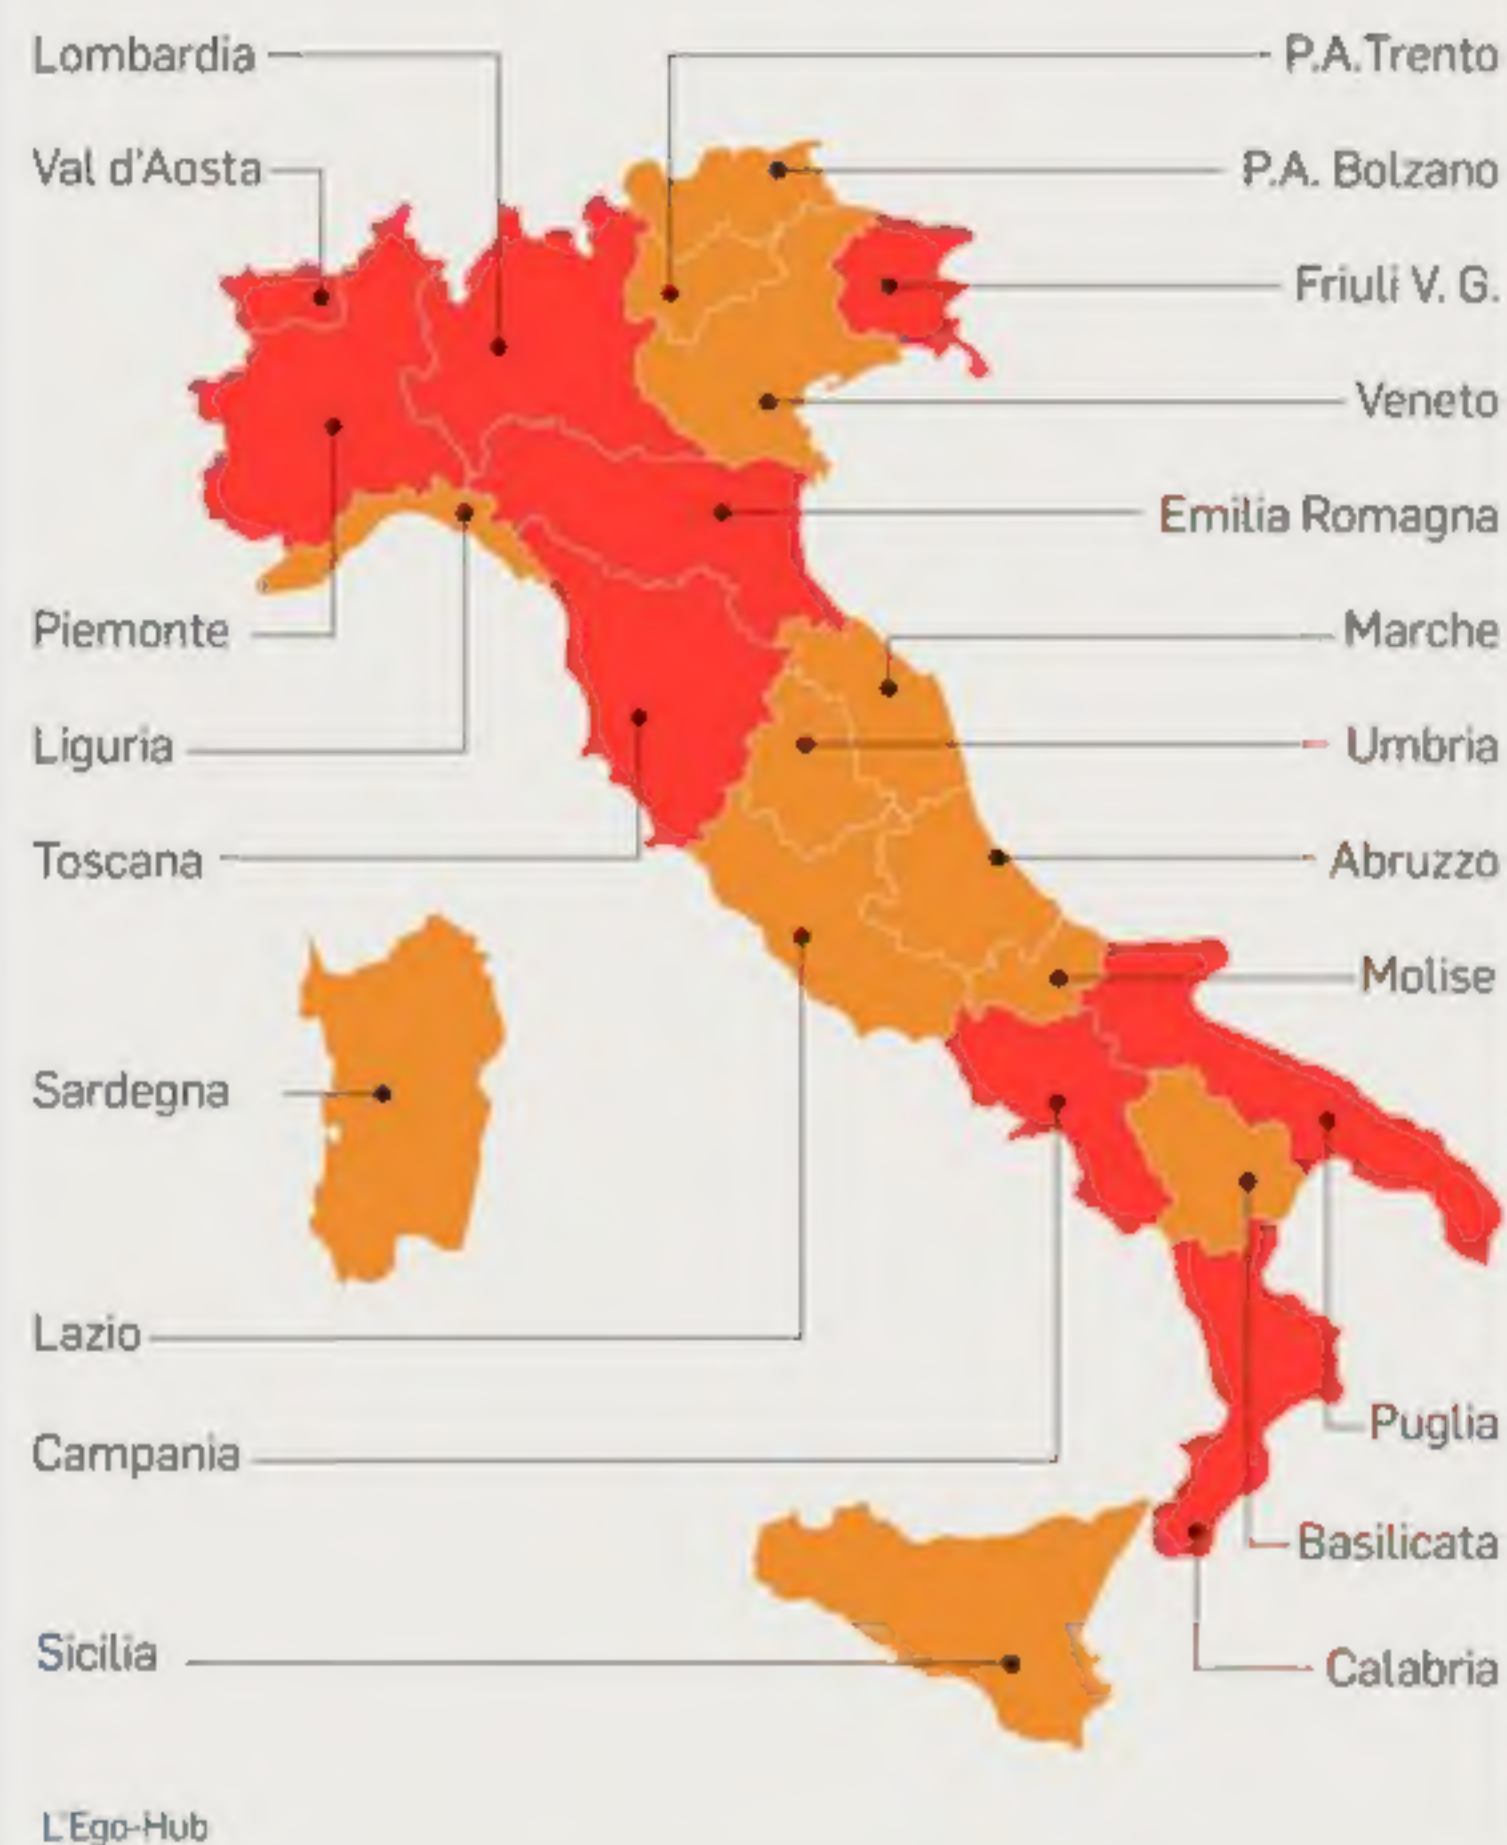 Lombardia
P.A.Trento
Val d'Aosta
P.A. Bolzano
Friuli V. G.
Veneto
Emilia Romagna
Piemonte
Marche
Liguria
Umbria
Toscana
Abruzzo
Molise
Sardegna
Lazio
Puglia
Campania
Basilicata
Sicilia
Calabria
L'Ego-Hub